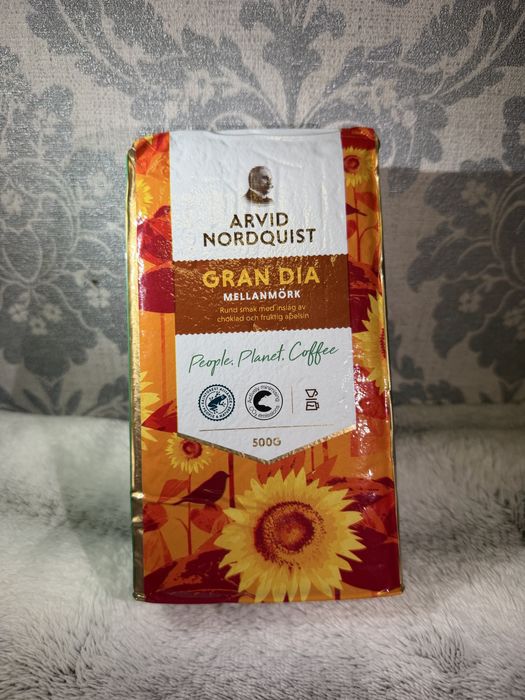 ARVID
NORDQUIST
GRAN DIA
MELLANMÖRK
Rund smak med inslag av
choklad och fruktig apelsin
People. Planet. Coffee
500G